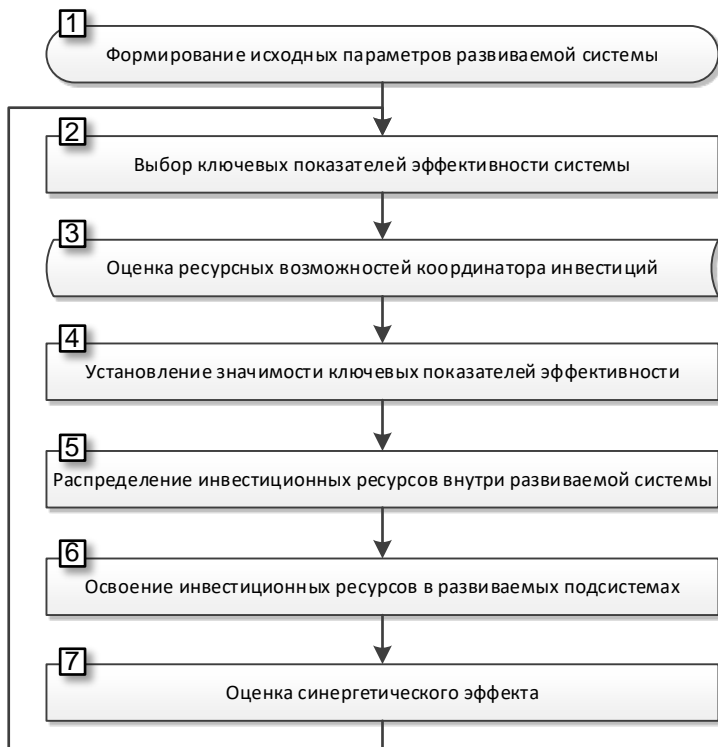 1
Формирование исходных параметров развиваемой системы
2
Выбор ключевых показателей эффективности системы
3
Оценка ресурсных возможностей координатора инвестиций
4
Установление значимости ключевых показателей эффективности
5
Распределение инвестиционных ресурсов внутри развиваемой системы
6
Освоение инвестиционных ресурсов в развиваемых подсистемах
7
Оценка синергетического эффекта